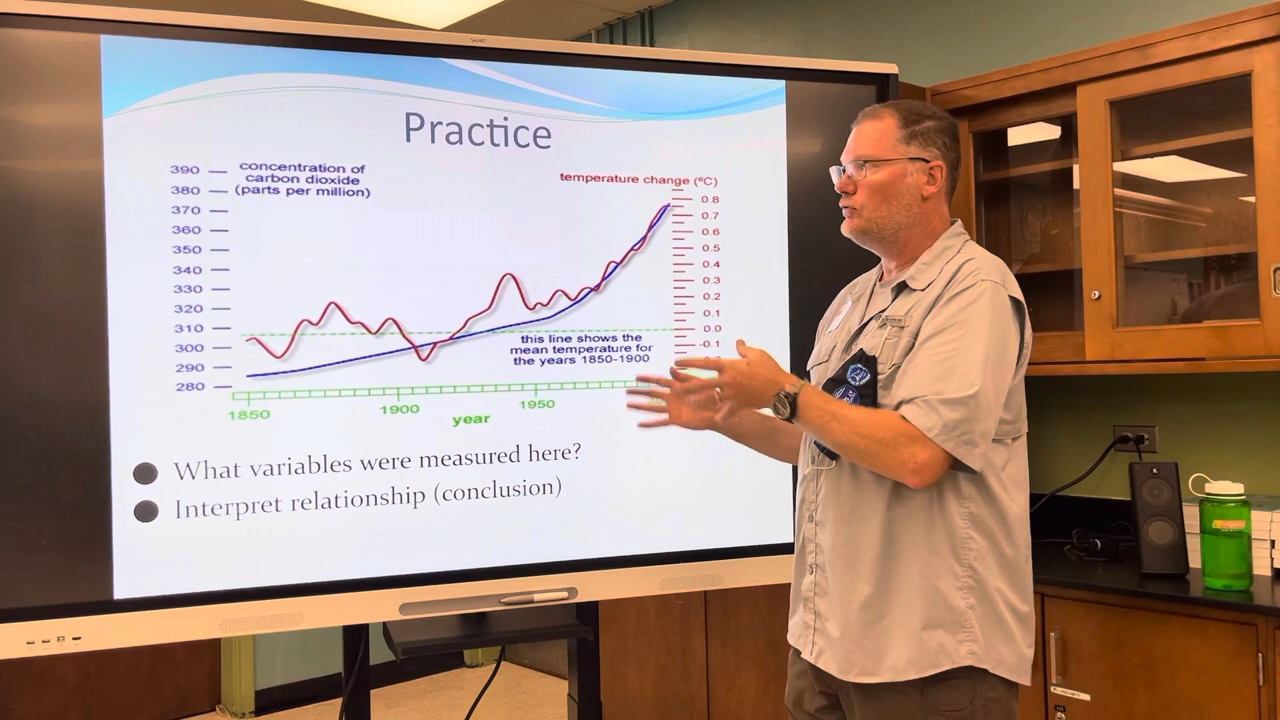 SMART
Practice
concentration of
carbon dioxide
(parts per million)
390
380
370
360
350
340
330
320
310
300
290
280
temperature change (ºC)
0.8
0.7
0.6
0.5
0.4
0.3
0.2
0.1
0.0
-0.1
this line shows the
mean temperature for
the years 1850-1900
1850
1900
1950
year
What variables were measured here?
Interpret relationship (conclusion)